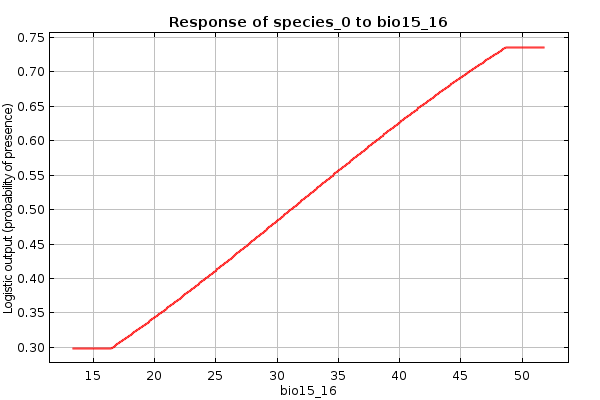 Response of species_0 to bio15_16
Logistic output (probability of presence)
0.75
0.70
0.65
0.60
0.55
0.50
0.45
0.40
0.35
0.30
15 20 25 30 35 40 45 50
bio15_16